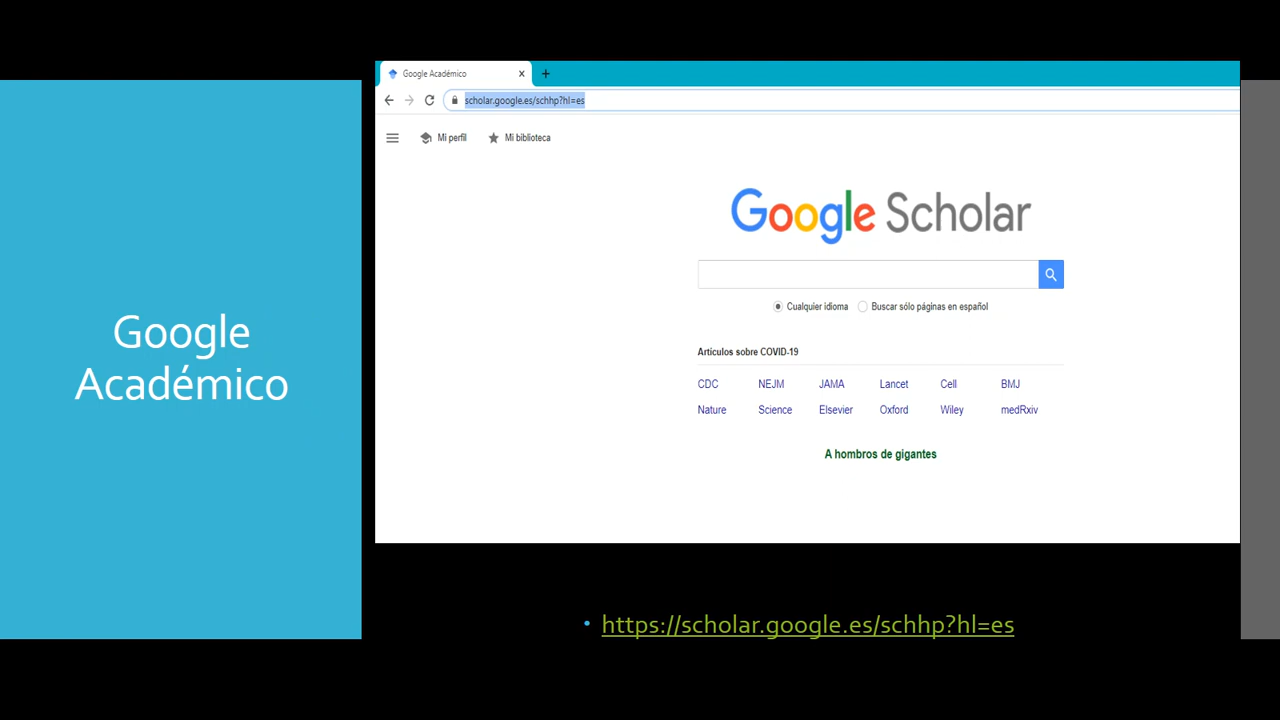 Google
Académico
Google Académico
scholar.google.es/schhp?hl=es
Mi perfil Mi biblioteca
Google Scholar
Cualquier idioma Buscar sólo páginas en español
Artículos sobre COVID-19
CDC NEJM JAMA Lancet Cell BMJ
Nature Science Elsevier Oxford Wiley medRxiv
A hombros de gigantes
• https://scholar.google.es/schhp?hl=es